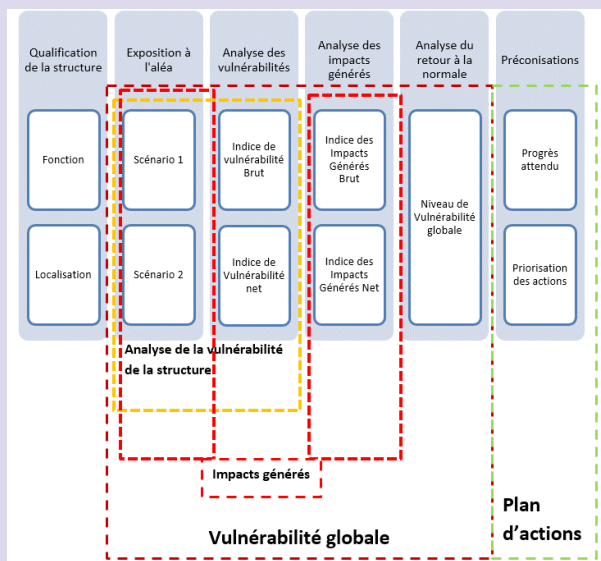 Qualification
de la structure
Exposition à
l'aléa
Analyse des
vulnérabilités
Analyse des
impacts
générés
Analyse du
retour à la
normale
Préconisations
Fonction
Scénario 1
Indice de
vulnérabilité
Brut
Indice des
Impacts
Générés
Brut
Niveau de
Vulnérabilité
globale
Progrès
attendu
Localisation
Scénario 2
Indice de
Vulnérabilité
net
Indice des
Impacts
Générés Net
Priorisation
des actions
Analyse de la vulnérabilité
de la structure
Impacts générés
Vulnérabilité globale
Plan
d’actions